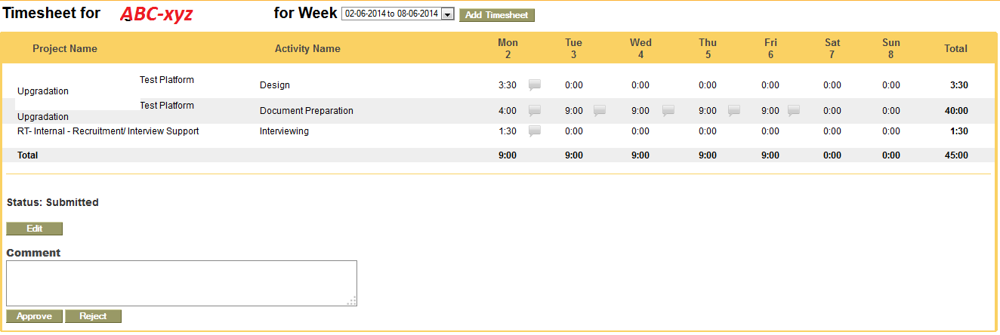 Timesheet for ABC-xyz for Week 02-06-2014 to 08-06-2014 Add Timesheet
Project Name Activity Name Mon Tue Wed Thu Fri Sat Sun Total
2 3 4 5 6 7 8
Test Platform
Upgradation Design 3:30 0:00 0:00 0:00 0:00 0:00 0:00 3:30
Test Platform
Upgradation Document Preparation 4:00 9:00 9:00 9:00 9:00 0:00 0:00 40:00
RT- Internal - Recruitment/ Interview Support Interviewing 1:30 0:00 0:00 0:00 0:00 0:00 0:00 1:30
Total 9:00 9:00 9:00 9:00 9:00 0:00 0:00 45:00
Status: Submitted
Edit
Comment
Approve Reject